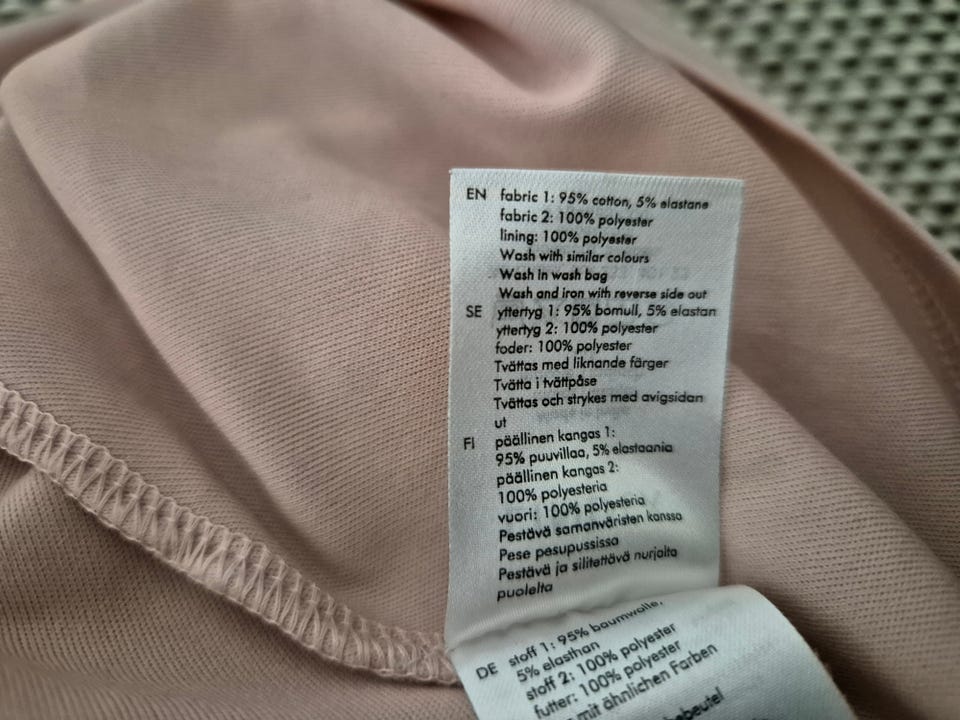 EN fabric 1: 95% cotton, 5% elastane
fabric 2: 100% polyester
lining: 100% polyester
Wash with similar colours
Wash in wash bag
Wash and iron with reverse side out
SE yttertyg 1: 95% bomull, 5% elastan
yttertyg 2: 100% polyester
foder: 100% polyester
Tvättas med liknande färger
Tvätta i tvättpåse
Tvättas och strykes med avigsidan
ut
FI päällinen kangas 1:
95% puuvillaa, 5% elastaania
päällinen kangas 2:
100% polyesteria
vuori: 100% polyesteria
Pestävä samanväristen kanssa
Pese pesupussissa
Pestävä ja silitettävä nurjalta
puolelta
DE stoff 1: 95% baumwolle,
5% elasthan
stoff 2: 100% polyester
futter: 100% polyester
mit ähnlichen Farben